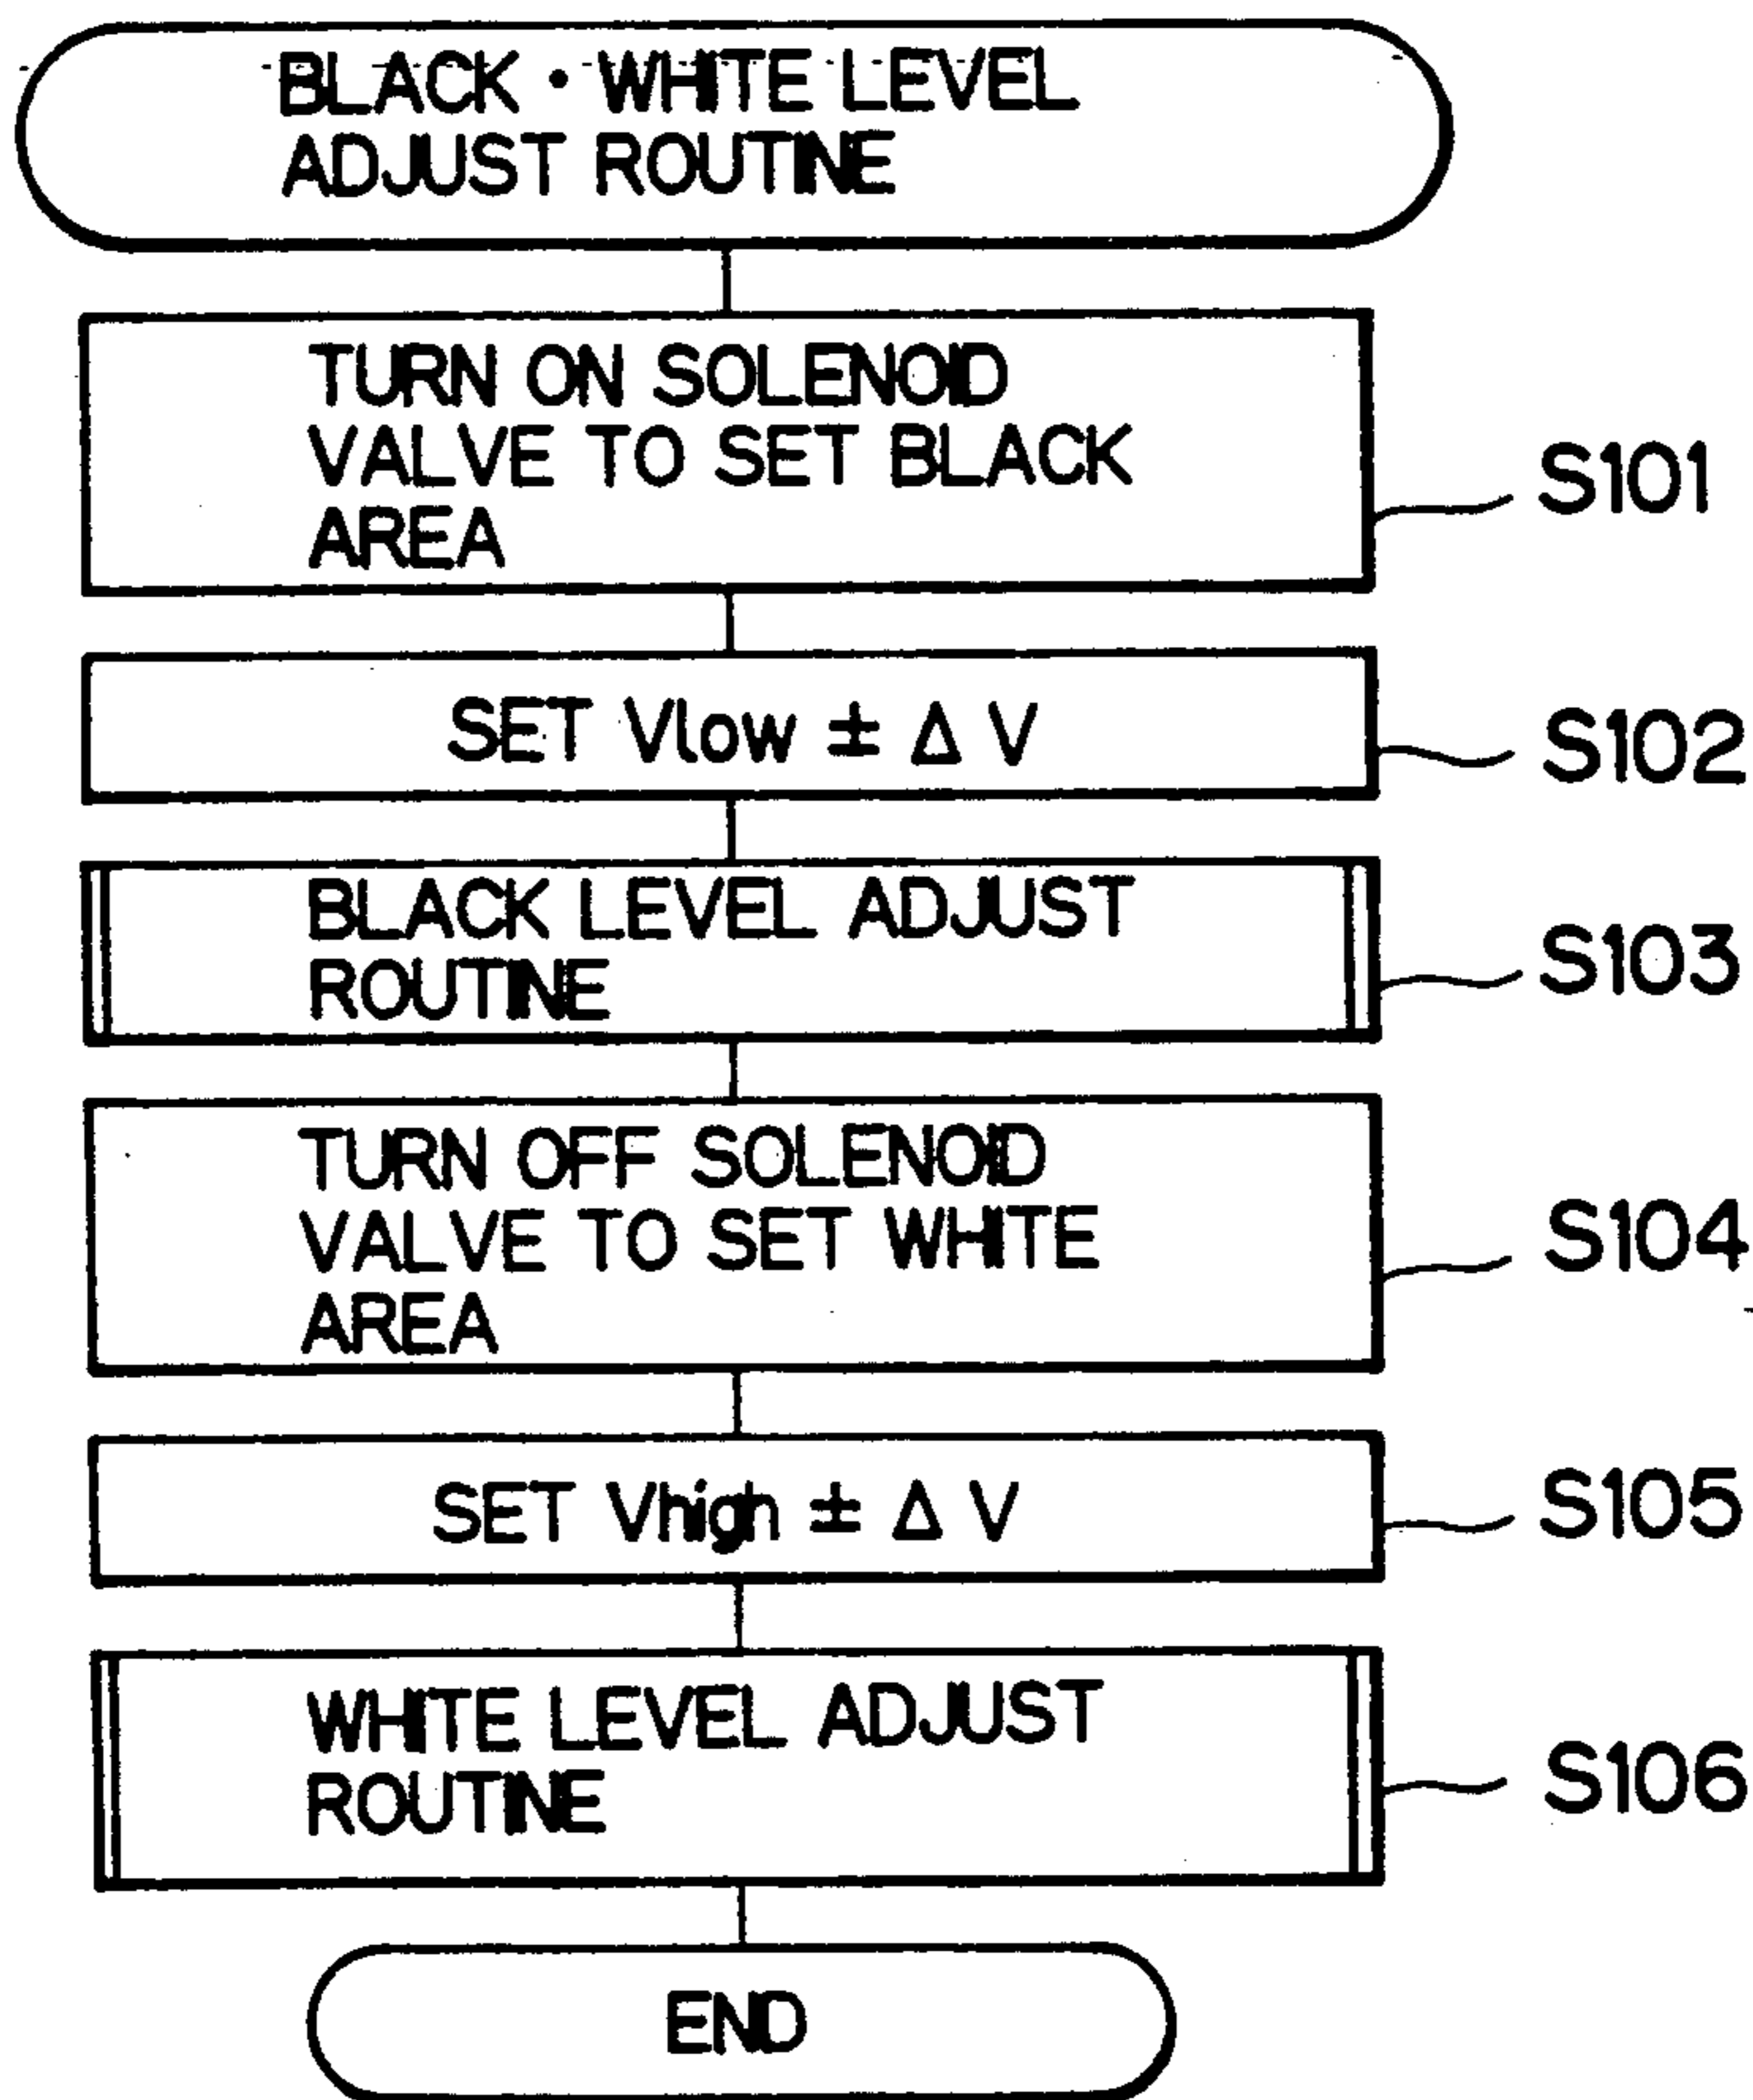 BLACK・WHITE LEVEL
ADJUST ROUTINE
TURN ON SOLENOID
VALVE TO SET BLACK
AREA
S101
SET Vlow ± Δ V
S102
BLACK LEVEL ADJUST
ROUTINE
S103
TURN OFF SOLENOID
VALVE TO SET WHITE
AREA
S104
SET Vhigh ± Δ V
S105
WHITE LEVEL ADJUST
ROUTINE
S106
END